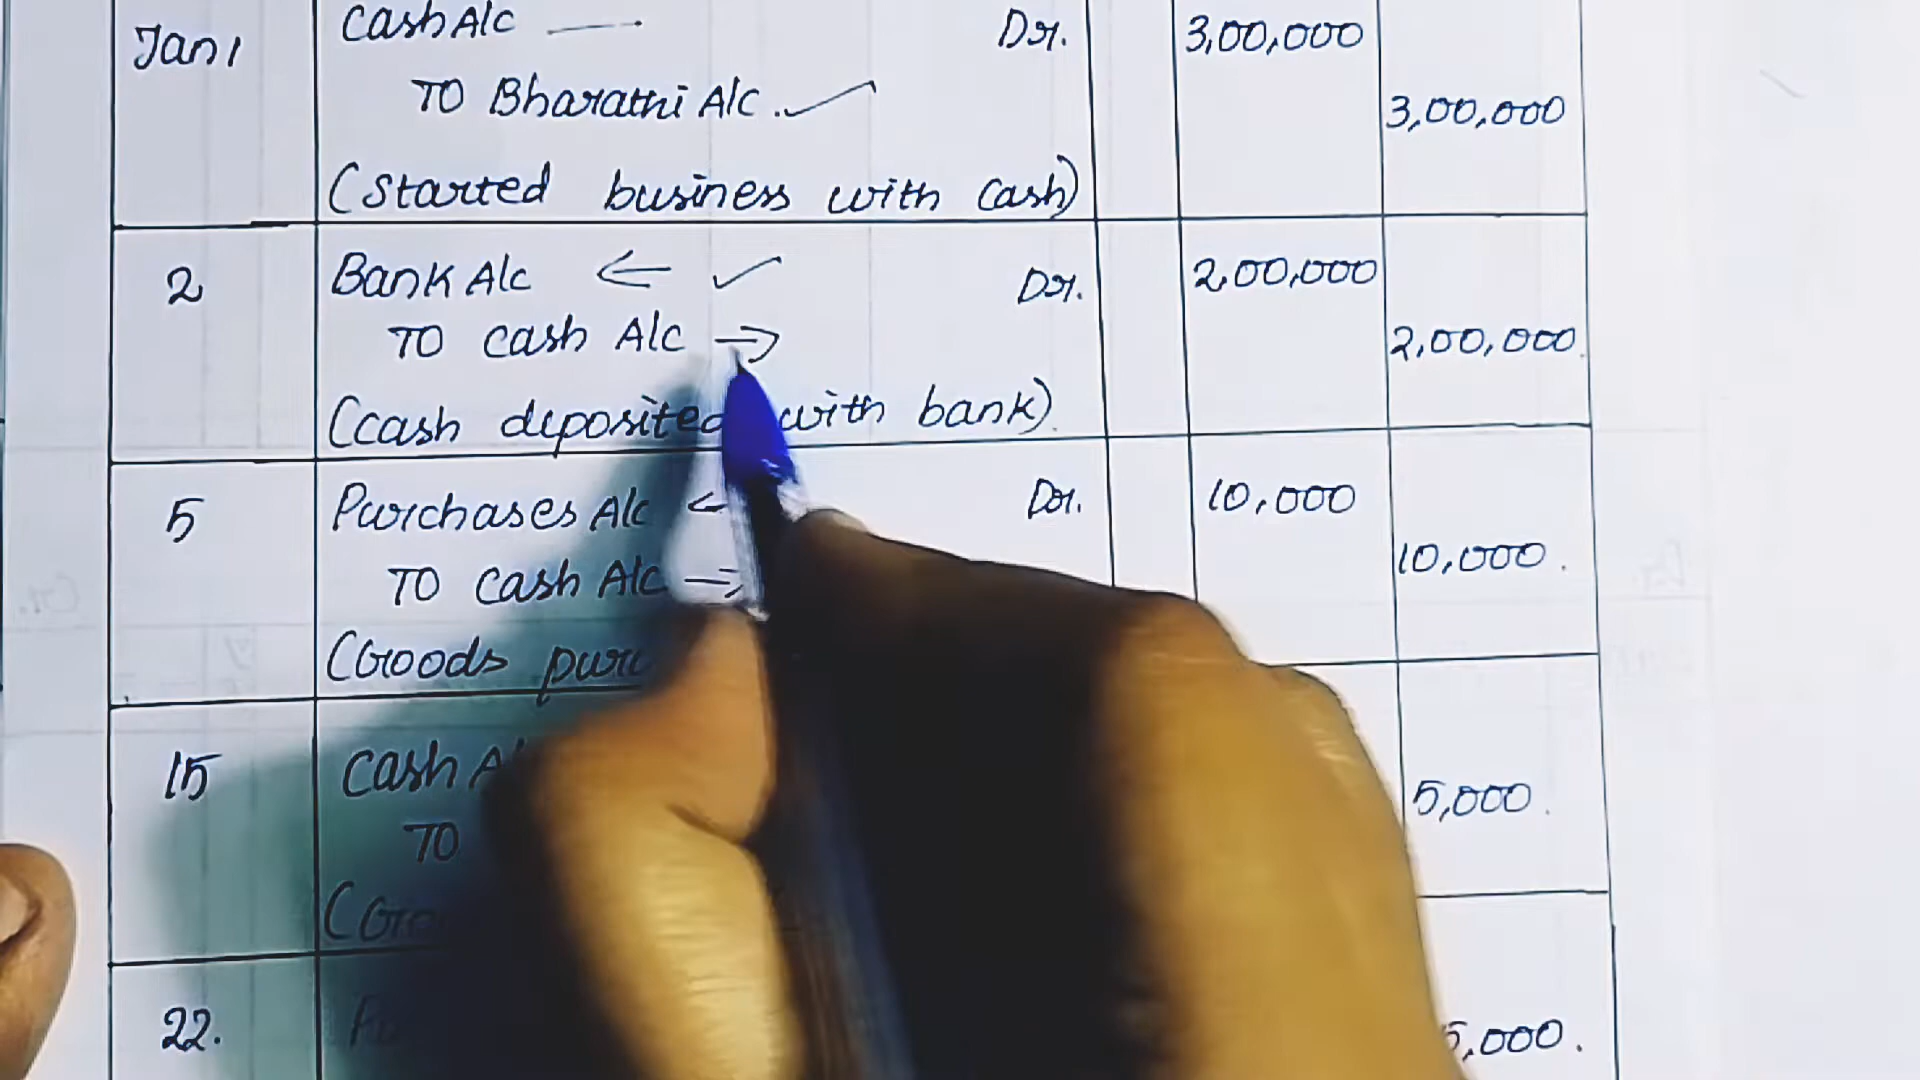 Jan 1 Cash A/c — Dr. 3,00,000
TO Bharathi A/c. 3,00,000
(Started business with cash)
2 Bank A/c ← ✓ Dr. 2,00,000
TO cash A/c → 2,00,000
(cash deposited with bank).
5 Purchases A/c Dr. 10,000
TO cash A/c → 10,000.
(Goods
15 Cash
TO 5,000.
22.